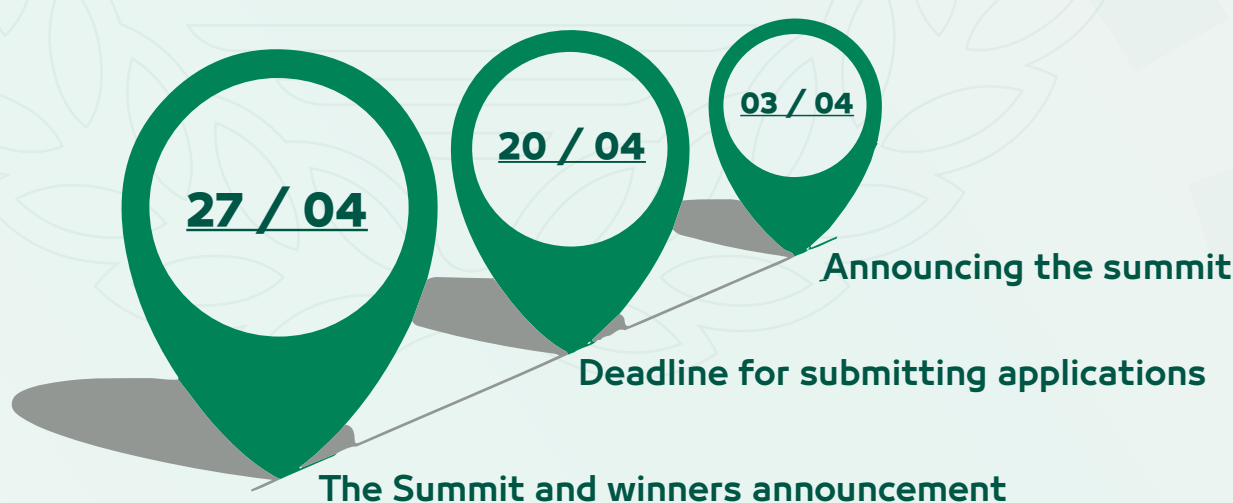 03 / 04
Announcing the summit
20 / 04
Deadline for submitting applications
27 / 04
The Summit and winners announcement